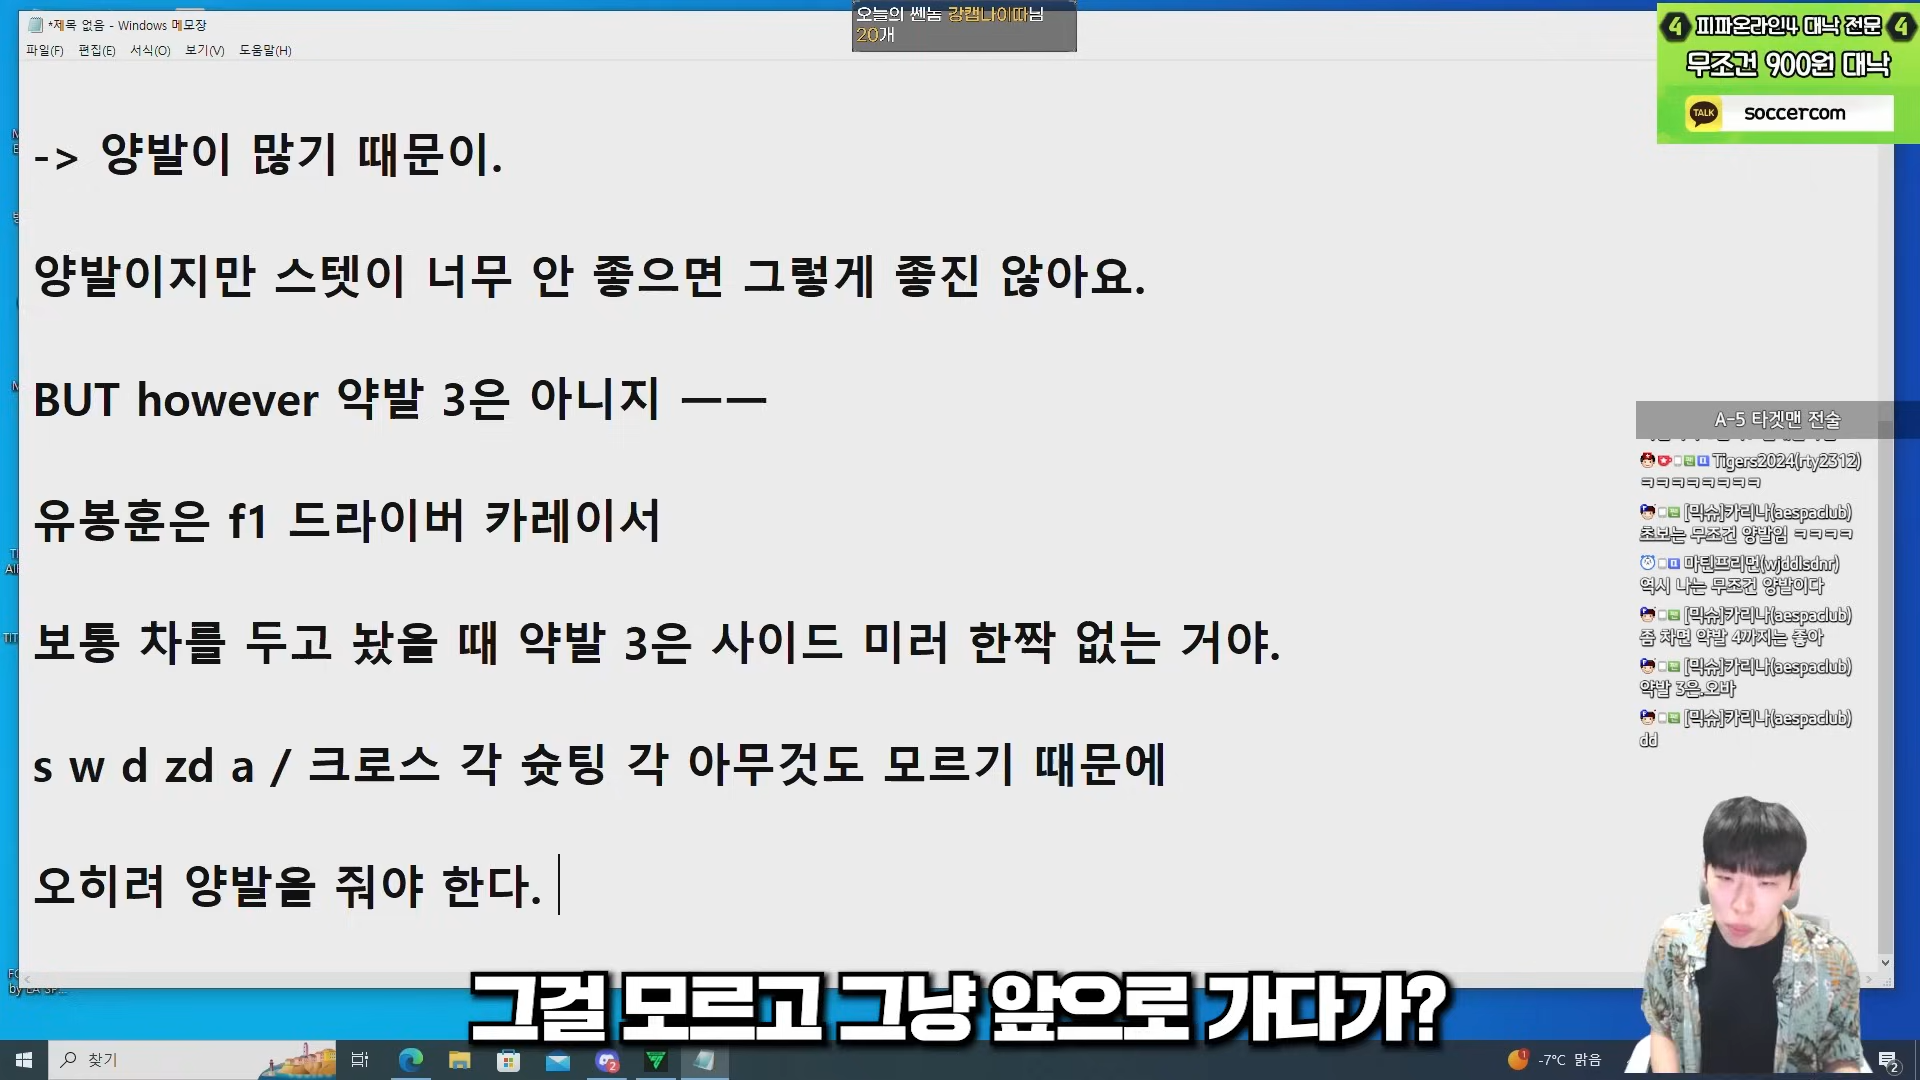 *제목 없음 - Windows 메모장
파일(F) 편집(E) 서식(O) 보기(V) 도움말(H)
오늘의 쎈놈 강캠나이따님
20개
4 피파온라인4 대낙 전문 4
무조건 900원 대낙
TALK soccercom
-> 양발이 많기 때문이.
양발이지만 스텟이 너무 안 좋으면 그렇게 좋진 않아요.
BUT however 약발 3은 아니지 ㅡㅡ
유봉훈은 f1 드라이버 카레이서
보통 차를 두고 놨을 때 약발 3은 사이드 미러 한짝 없는 거야.
s w d zd a / 크로스 각 슛팅 각 아무것도 모르기 때문에
오히려 양발을 줘야 한다.
A-5 타겟맨 전술
Tigers2024(rty2312)
ㅋㅋㅋㅋㅋㅋㅋㅋ
[믹슈]카리나(aespaclub)
초보는 무조건 양발임 ㅋㅋㅋㅋ
마틴프리먼(wjddlsdnr)
역시 나는 무조건 양발이다
[믹슈]카리나(aespaclub)
좀 차면 약발 4까지는 좋아
[믹슈]카리나(aespaclub)
약발 3은.오바
[믹슈]카리나(aespaclub)
dd
그걸 모르고 그냥 앞으로 가다가?
찾기
-7°C 맑음
2